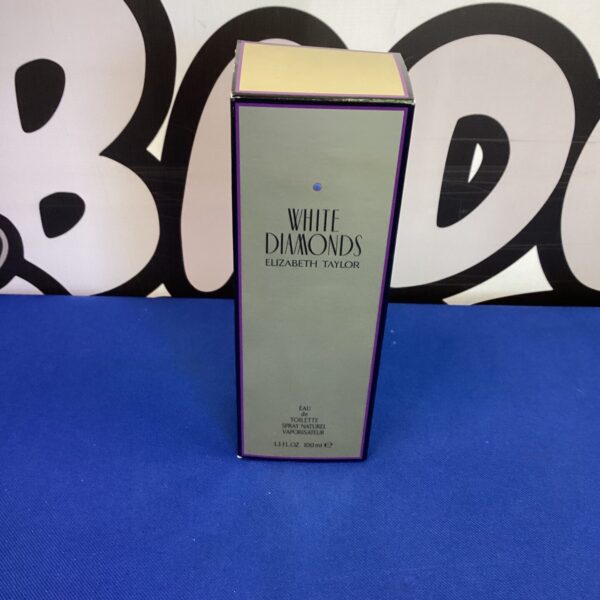 WHITE
DIAMONDS
ELIZABETH TAYLOR
EAU
de
TOILETTE
SPRAY NATUREL
VAPORISATEUR
3.3 FL.OZ 100 ml e